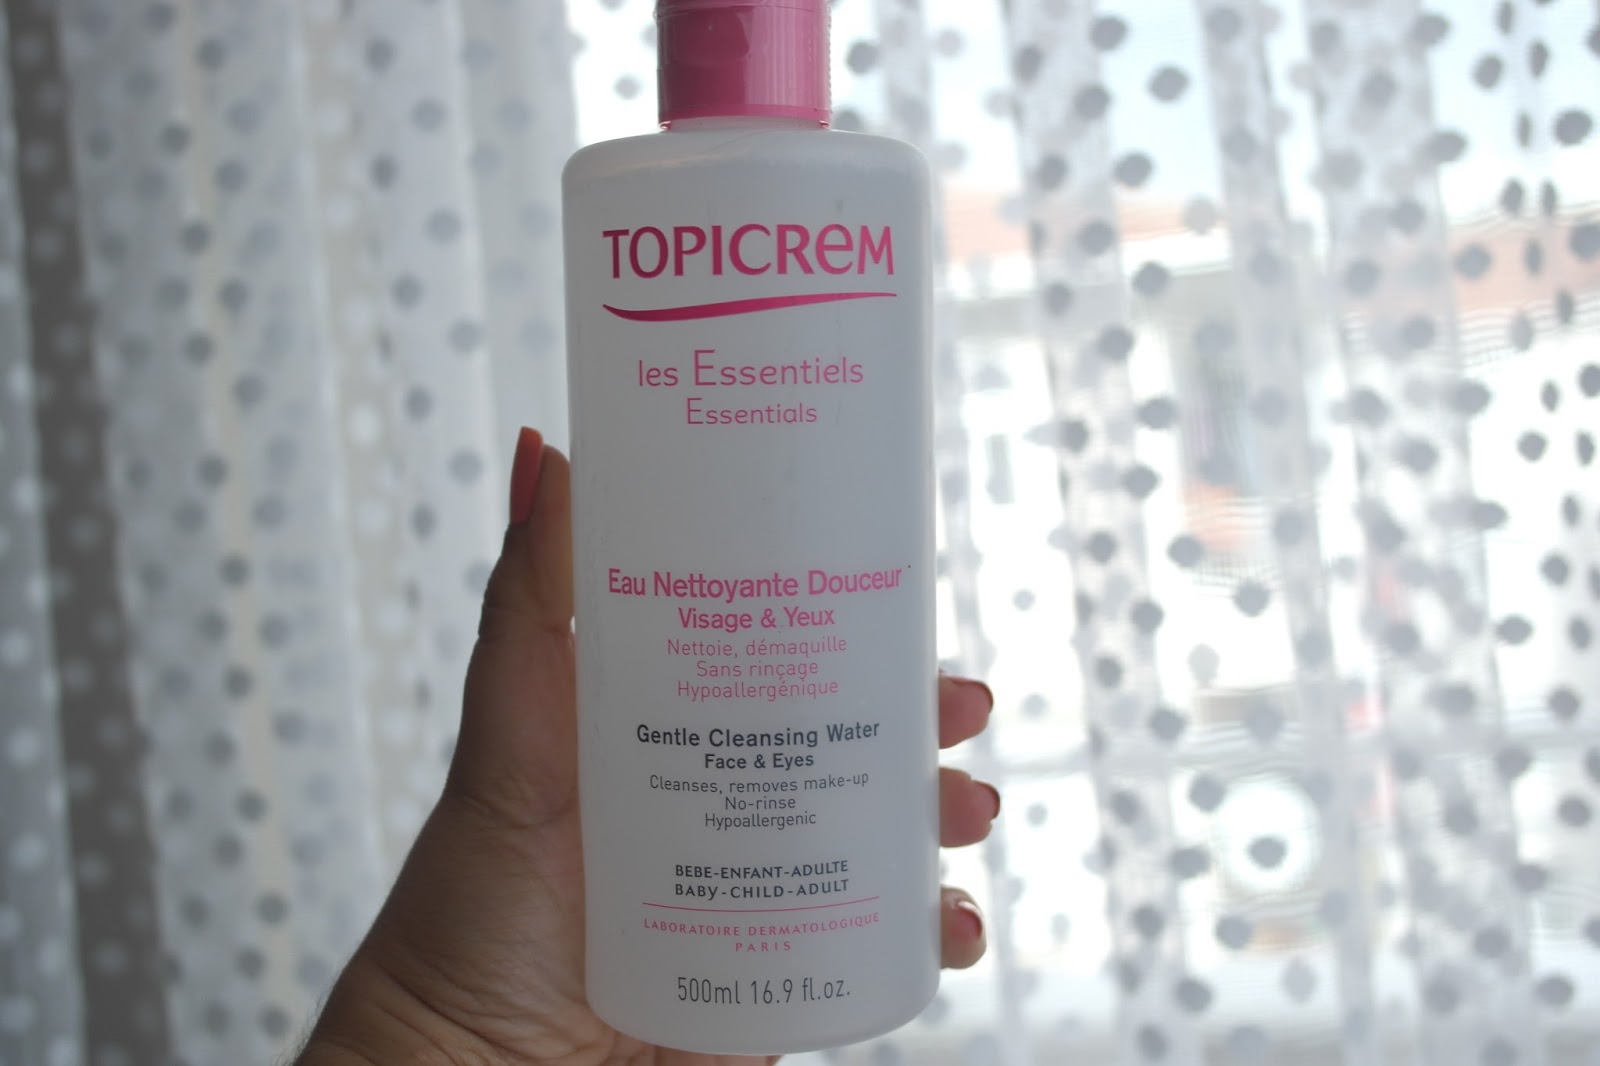 TOPICREM
les Essentiels
Essentials
Eau Nettoyante Douceur
Visage & Yeux
Nettoie, démaquille
Sans rinçage
Hypoallergénique
Gentle Cleansing Water
Face & Eyes
Cleanses, removes make-up
No-rinse
Hypoallergenic
BEBE-ENFANT-ADULTE
BABY-CHILD-ADULT
LABORATOIRE DERMATOLOGIQUE
PARIS
500ml 16.9 fl.oz.